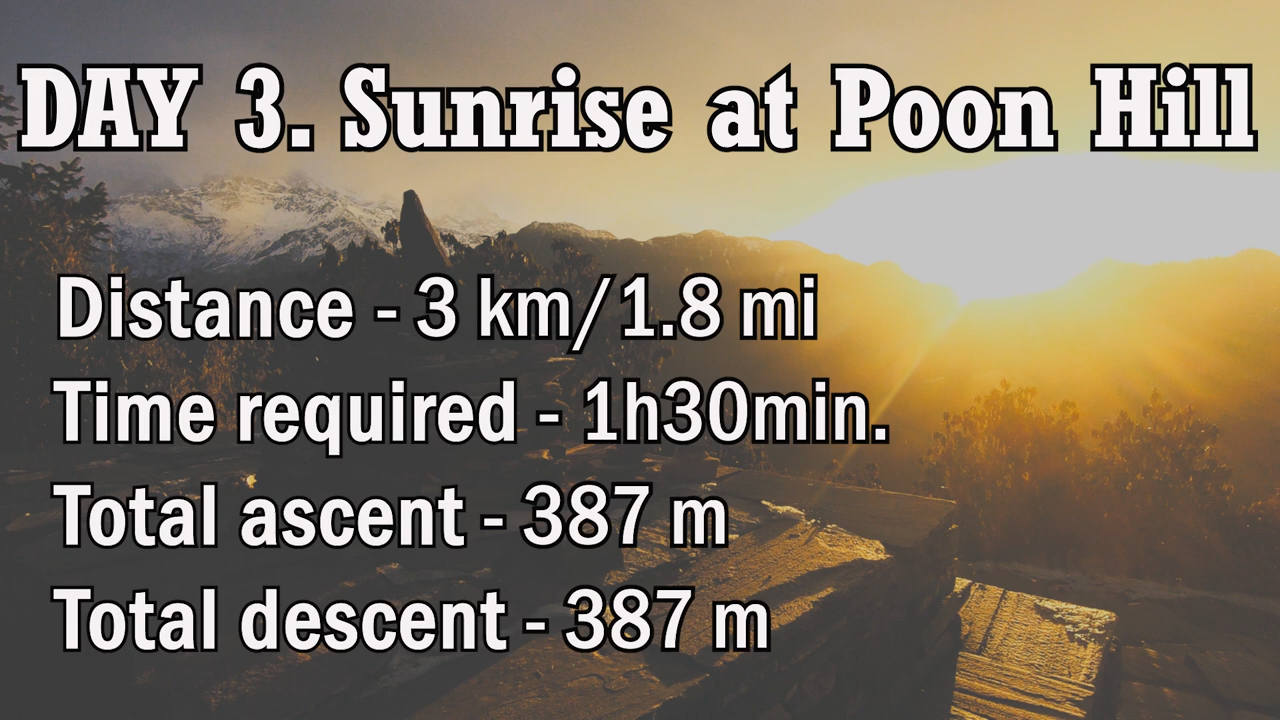 DAY 3. Sunrise at Poon Hill
Distance - 3 km/1.8 mi
Time required - 1h30min.
Total ascent - 387 m
Total descent - 387 m